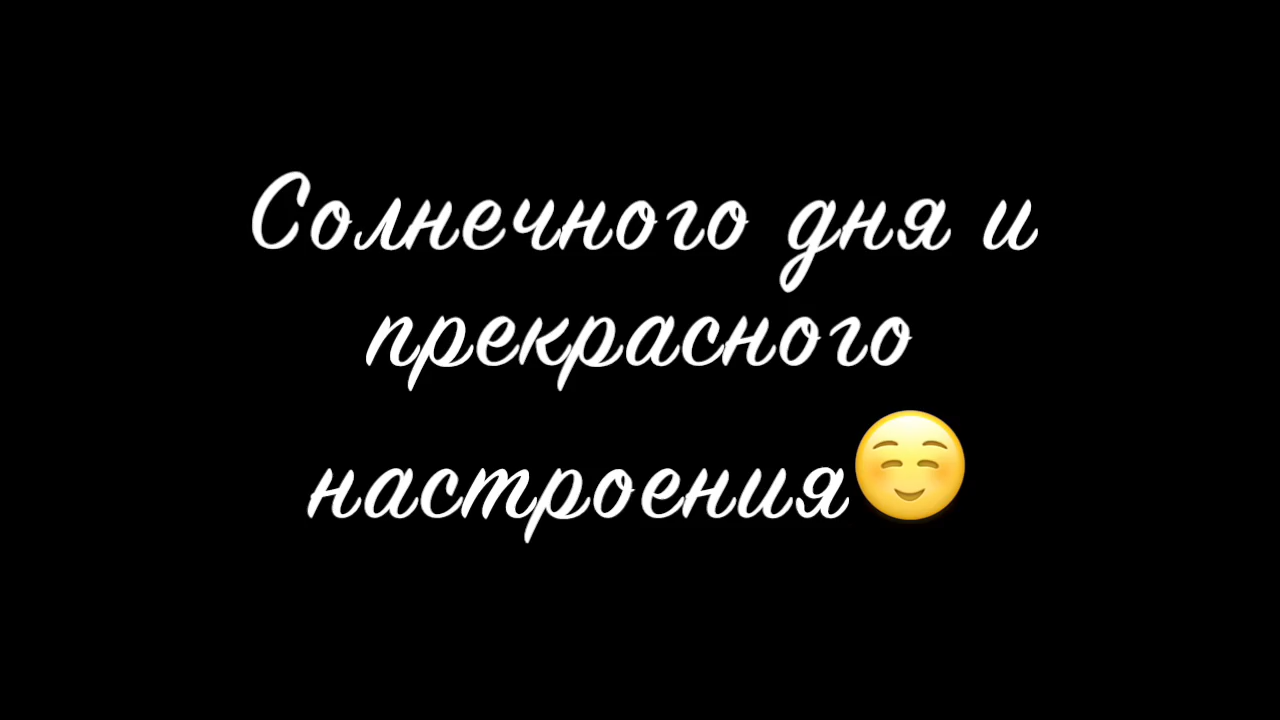 Солнечного дня и
прекрасного
настроения☺️